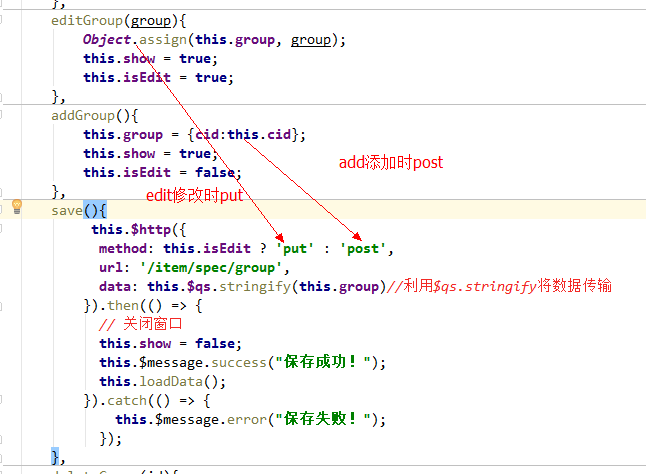 },
editGroup(group){
Object.assign(this.group, group);
this.show = true;
this.isEdit = true;
},
addGroup(){
this.group = {cid:this.cid};
this.show = true;
add添加时post
this.isEdit = false;
},
edit修改时put
save(){
this.$http({
method: this.isEdit ? 'put' : 'post',
url: '/item/spec/group',
data: this.$qs.stringify(this.group)//利用$qs.stringify将数据传输
}).then(() => {
// 关闭窗口
this.show = false;
this.$message.success("保存成功！");
this.loadData();
}).catch(() => {
this.$message.error("保存失败！");
});
},